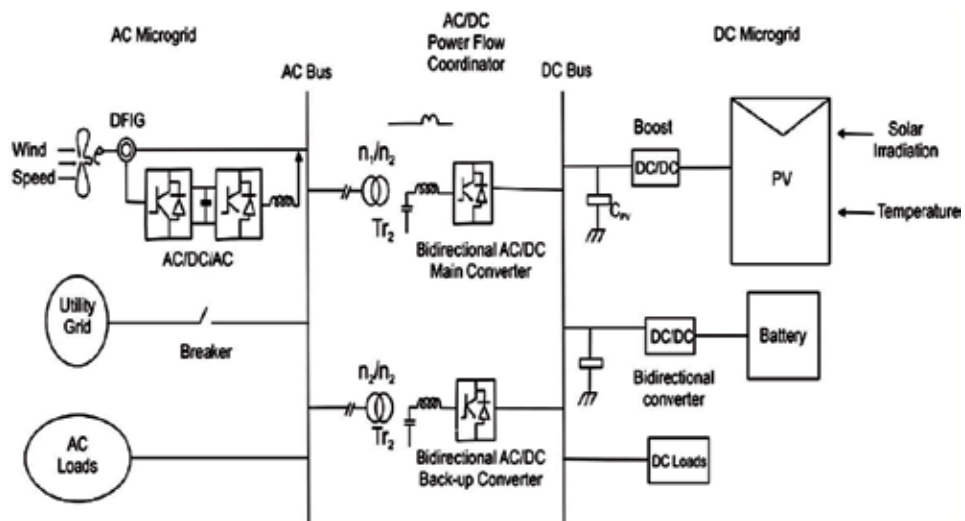 AC Microgrid
AC/DC
Power Flow
Coordinator
DC Microgrid
AC Bus
DC Bus
DFIG
Wind
Speed
AC/DC/AC
n₁/n₂
Tr₂
Bidirectional AC/DC
Main Converter
Boost
DC/DC
C_PV
PV
Solar
Irradiation
Temperature
Utility
Grid
Breaker
n₂/n₂
Tr₂
Bidirectional AC/DC
Back-up Converter
DC/DC
Bidirectional
converter
Battery
AC
Loads
DC Loads